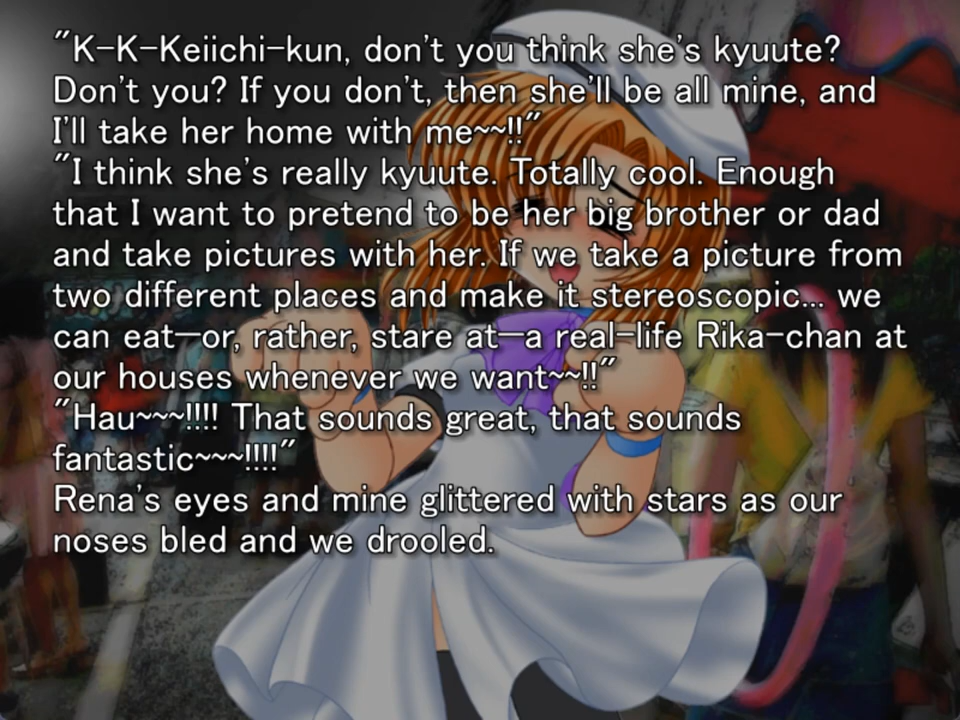 "K-K-Keiichi-kun, don't you think she's kyuute?
Don't you? If you don't, then she'll be all mine, and
I'll take her home with me~~!!"
"I think she's really kyuute. Totally cool. Enough
that I want to pretend to be her big brother or dad
and take pictures with her. If we take a picture from
two different places and make it stereoscopic... we
can eat—or, rather, stare at—a real-life Rika-chan at
our houses whenever we want~~!!"
"Hau~~~!!!! That sounds great, that sounds
fantastic~~~!!!!"
Rena's eyes and mine glittered with stars as our
noses bled and we drooled.